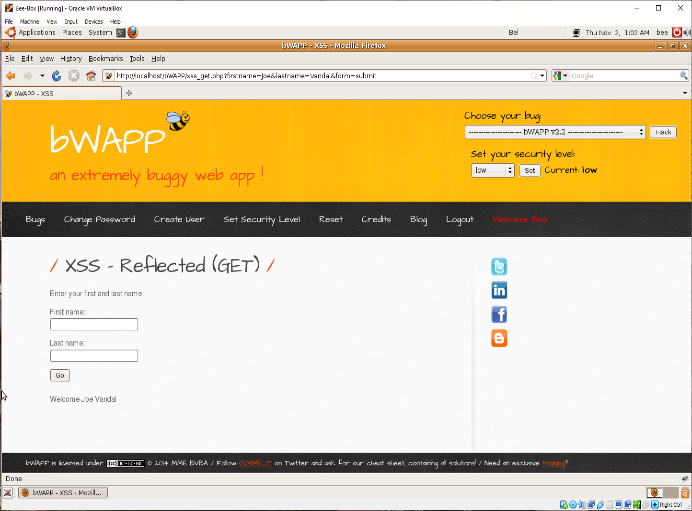 Bee-Box [Running] - Oracle VM VirtualBox
File Machine View Input Devices Help
Applications Places System Bel Thu Nov 2, 1:02 AM bee
bWAPP - XSS - Mozilla Firefox
File Edit View History Bookmarks Tools Help
http://localhost/bWAPP/xss_get.php?firstname=Joe&lastname=Vandal&form=submit Google
bWAPP - XSS
bWAPP
an extremely buggy web app !
Choose your bug:
---------------------- bWAPP v2.2 ---------------------- Hack
Set your security level:
low Set Current: low
Bugs Change Password Create User Set Security Level Reset Credits Blog Logout Welcome Bee
/ XSS - Reflected (GET) /
Enter your first and last name:
First name:
Last name:
Go
Welcome Joe Vandal
bWAPP is licensed under © 2014 MME BVBA / Follow @MME_IT on Twitter and ask for our cheat sheet, containing all solutions! / Need an exclusive training?
Done
bWAPP - XSS - Mozill...
Right Ctrl